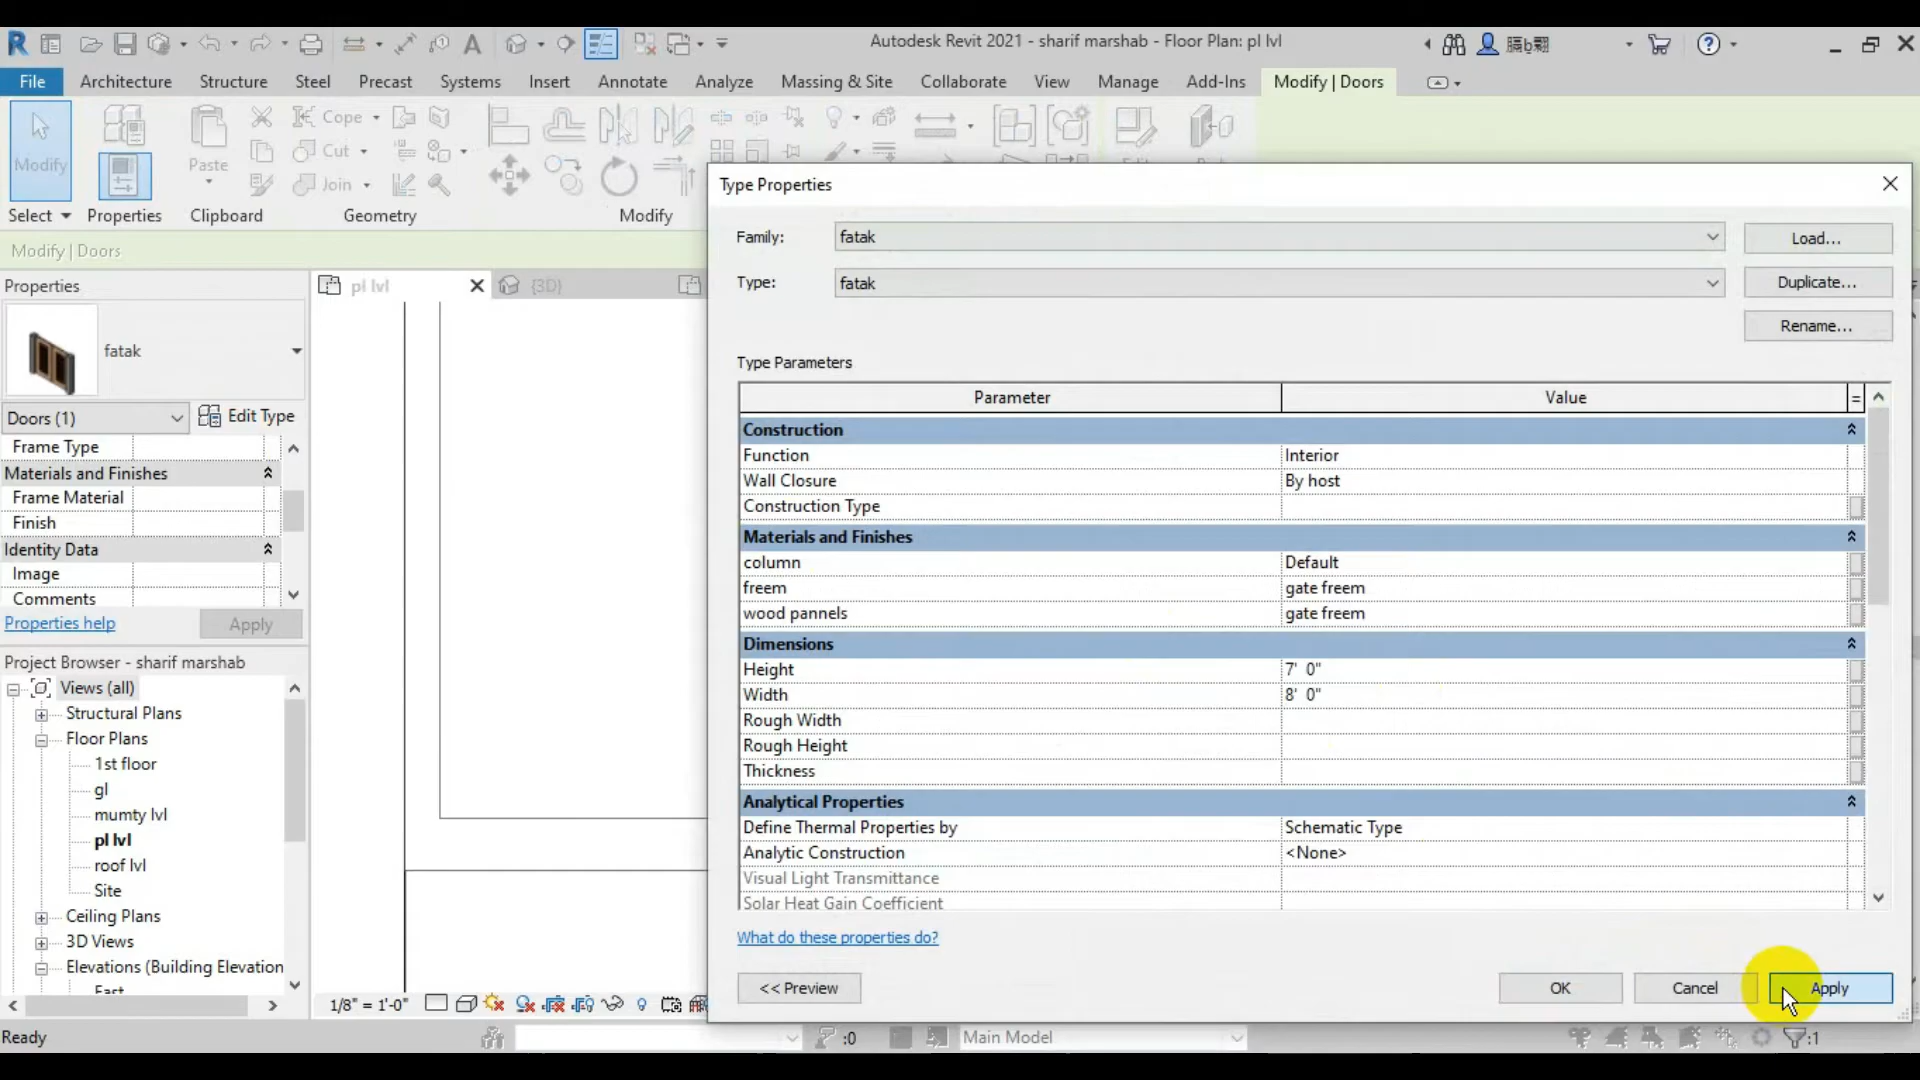 Autodesk Revit 2021 - sharif marshab - Floor Plan: pl lvl
File Architecture Structure Steel Precast Systems Insert Annotate Analyze Massing & Site Collaborate View Manage Add-Ins Modify | Doors
Modify
Paste
Cope
Cut
Join
Select Properties Clipboard Geometry Modify
Modify | Doors
Properties
fatak
Doors (1) Edit Type
Frame Type
Materials and Finishes
Frame Material
Finish
Identity Data
Image
Comments
Properties help Apply
Project Browser - sharif marshab
Views (all)
Structural Plans
Floor Plans
1st floor
gl
mumty lvl
pl lvl
roof lvl
Site
Ceiling Plans
3D Views
Elevations (Building Elevation
East
pl lvl {3D}
1/8" = 1'-0"
Type Properties
Family: fatak Load...
Type: fatak Duplicate...
Rename...
Type Parameters
Parameter Value =
Construction
Function Interior
Wall Closure By host
Construction Type
Materials and Finishes
column Default
freem gate freem
wood pannels gate freem
Dimensions
Height 7' 0"
Width 8' 0"
Rough Width
Rough Height
Thickness
Analytical Properties
Define Thermal Properties by Schematic Type
Analytic Construction <None>
Visual Light Transmittance
Solar Heat Gain Coefficient
What do these properties do?
<< Preview OK Cancel Apply
Ready :0 Main Model :1